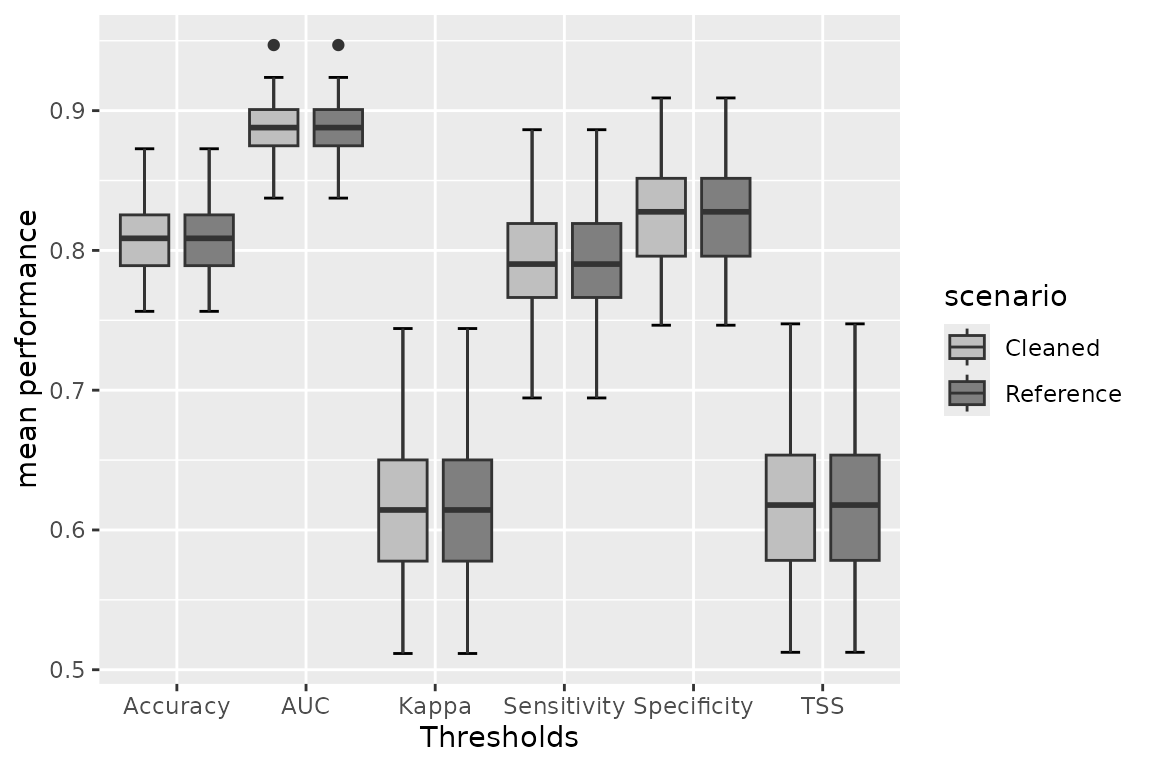 mean performance
0.9
0.8
0.7
0.6
0.5
Accuracy AUC Kappa Sensitivity Specificity TSS
Thresholds
scenario
Cleaned
Reference